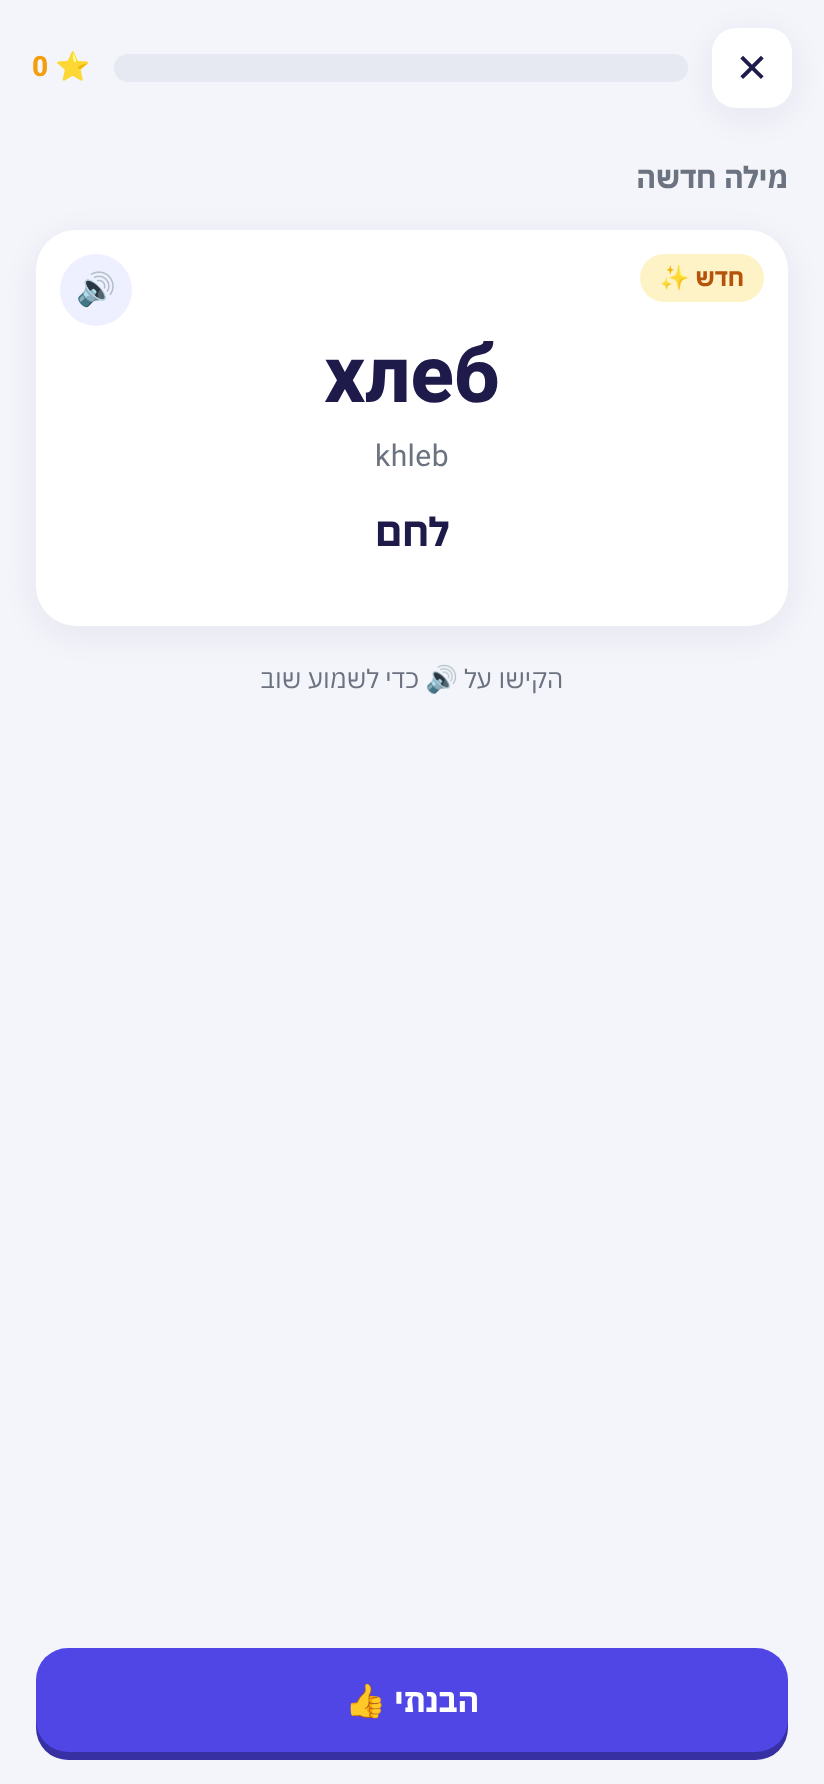 0 ⭐
✕
מילה חדשה
חדש ✨
🔊
хлеб
khleb
לחם
הקישו על 🔊 כדי לשמוע שוב
הבנתי 👍